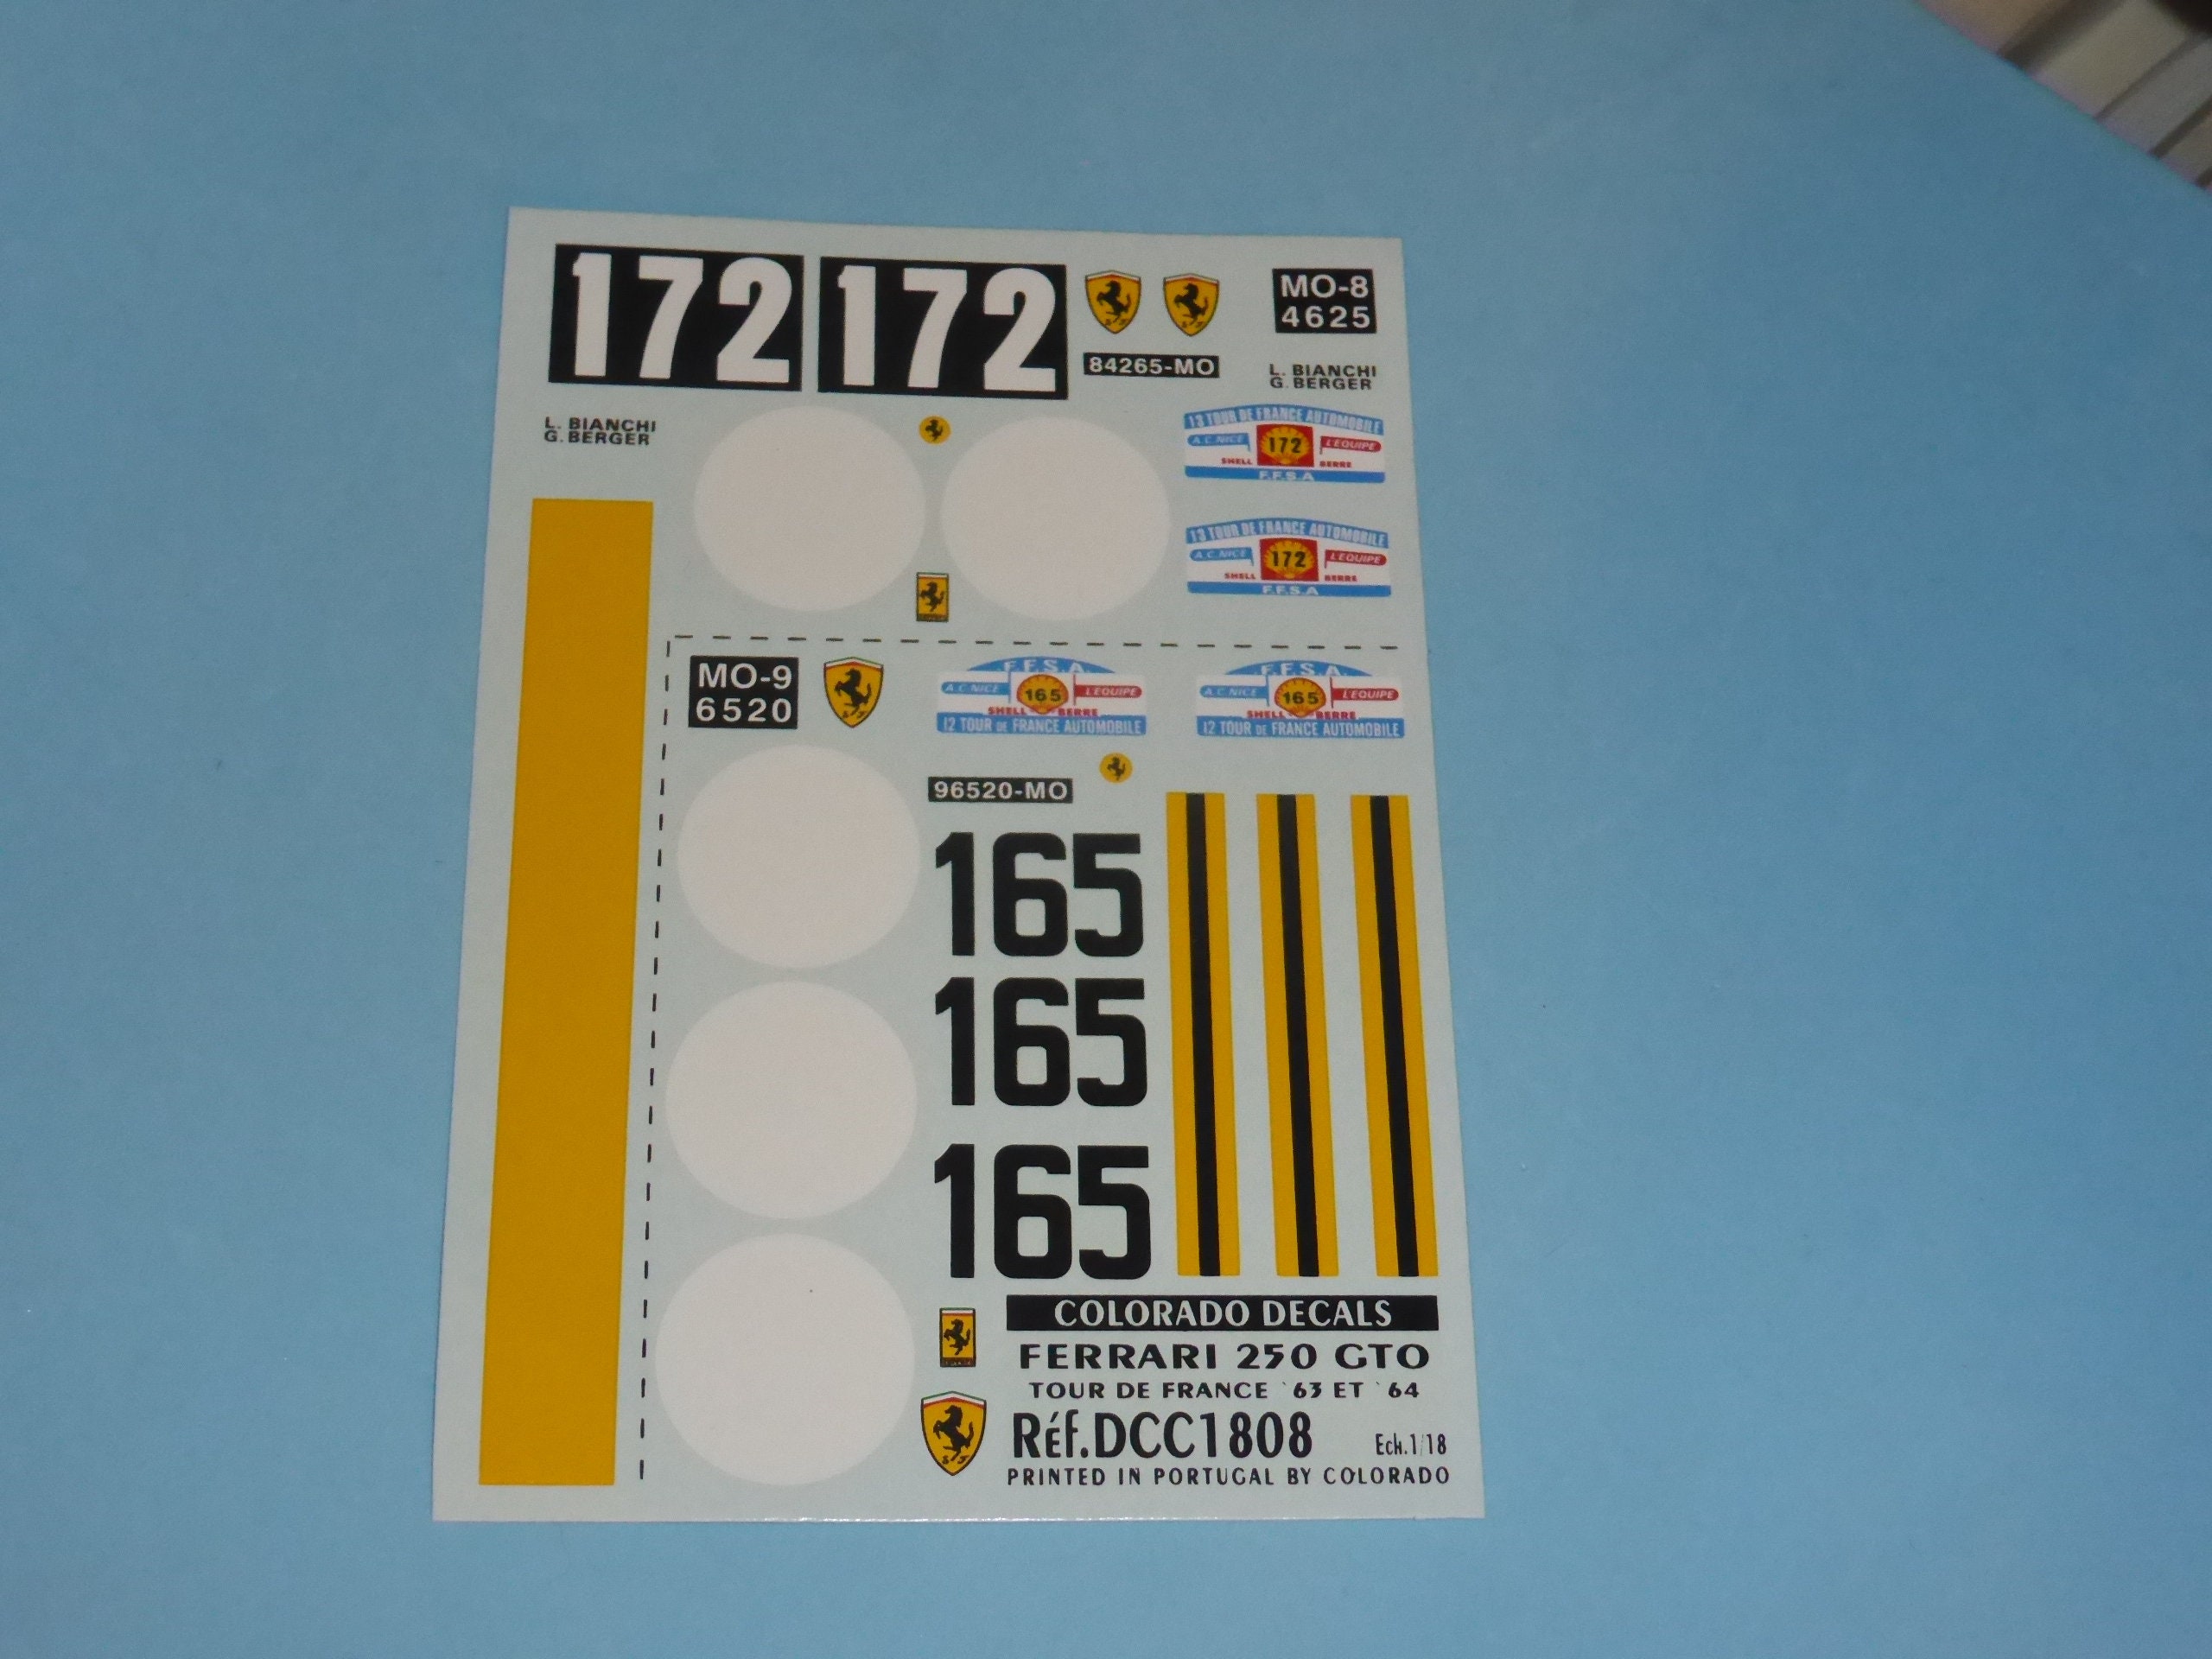 172
172
MO-8
4625
84265-MO
L. BIANCHI
G. BERGER
L. BIANCHI
G. BERGER
13 TOUR DE FRANCE AUTOMOBILE
A.C. NICE
172
L'EQUIPE
SHELL
BERRE
F.F.S.A
13 TOUR DE FRANCE AUTOMOBILE
A.C. NICE
172
L'EQUIPE
SHELL
BERRE
F.F.S.A
MO-9
6520
F.F.S.A
A.C. NICE
165
L'EQUIPE
SHELL
BERRE
12 TOUR DE FRANCE AUTOMOBILE
F.F.S.A
A.C. NICE
165
L'EQUIPE
SHELL
BERRE
12 TOUR DE FRANCE AUTOMOBILE
96520-MO
165
165
165
COLORADO DECALS
FERRARI 250 GTO
TOUR DE FRANCE `63 ET `64
Réf.DCC1808
Ech.1/18
PRINTED IN PORTUGAL BY COLORADO